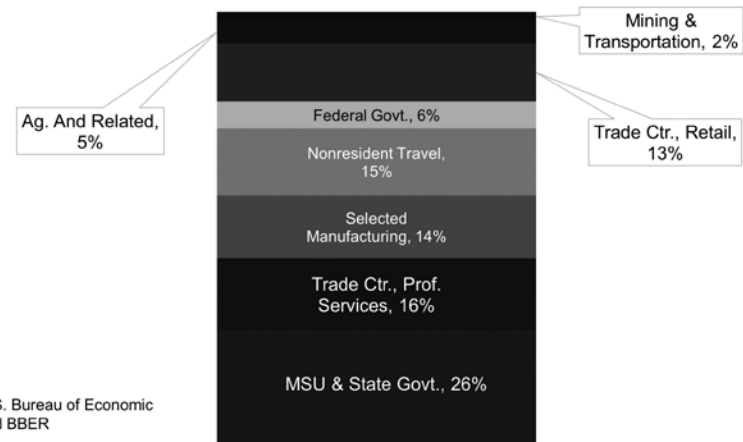 Mining &
Transportation, 2%
Ag. And Related,
5%
Trade Ctr., Retail,
13%
Federal Govt., 6%
Nonresident Travel,
15%
Selected
Manufacturing, 14%
Trade Ctr., Prof.
Services, 16%
MSU & State Govt., 26%
. Bureau of Economic
BBER